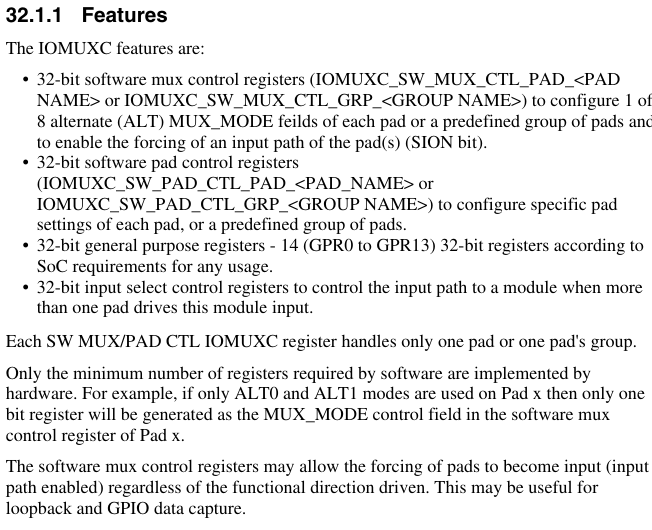 32.1.1 Features
The IOMUXC features are:
• 32-bit software mux control registers (IOMUXC_SW_MUX_CTL_PAD_<PAD
NAME> or IOMUXC_SW_MUX_CTL_GRP_<GROUP NAME>) to configure 1 of
8 alternate (ALT) MUX_MODE feilds of each pad or a predefined group of pads and
to enable the forcing of an input path of the pad(s) (SION bit).
• 32-bit software pad control registers
(IOMUXC_SW_PAD_CTL_PAD_<PAD_NAME> or
IOMUXC_SW_PAD_CTL_GRP_<GROUP NAME>) to configure specific pad
settings of each pad, or a predefined group of pads.
• 32-bit general purpose registers - 14 (GPR0 to GPR13) 32-bit registers according to
SoC requirements for any usage.
• 32-bit input select control registers to control the input path to a module when more
than one pad drives this module input.
Each SW MUX/PAD CTL IOMUXC register handles only one pad or one pad's group.
Only the minimum number of registers required by software are implemented by
hardware. For example, if only ALT0 and ALT1 modes are used on Pad x then only one
bit register will be generated as the MUX_MODE control field in the software mux
control register of Pad x.
The software mux control registers may allow the forcing of pads to become input (input
path enabled) regardless of the functional direction driven. This may be useful for
loopback and GPIO data capture.